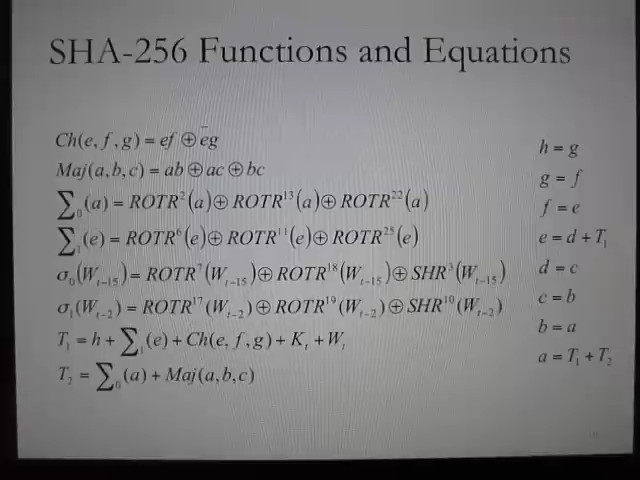 SHA-256 Functions and Equations
Ch(e, f, g) = ef ⊕ e̅g
Maj(a, b, c) = ab ⊕ ac ⊕ bc
∑₀(a) = ROTR²(a) ⊕ ROTR¹³(a) ⊕ ROTR²²(a)
∑₁(e) = ROTR⁶(e) ⊕ ROTR¹¹(e) ⊕ ROTR²⁵(e)
σ₀(Wₜ₋₁₅) = ROTR⁷(Wₜ₋₁₅) ⊕ ROTR¹⁸(Wₜ₋₁₅) ⊕ SHR³(Wₜ₋₁₅)
σ₁(Wₜ₋₂) = ROTR¹⁷(Wₜ₋₂) ⊕ ROTR¹⁹(Wₜ₋₂) ⊕ SHR¹⁰(Wₜ₋₂)
T₁ = h + ∑₁(e) + Ch(e, f, g) + Kₜ + Wₜ
T₂ = ∑₀(a) + Maj(a, b, c)
h = g
g = f
f = e
e = d + T₁
d = c
c = b
b = a
a = T₁ + T₂